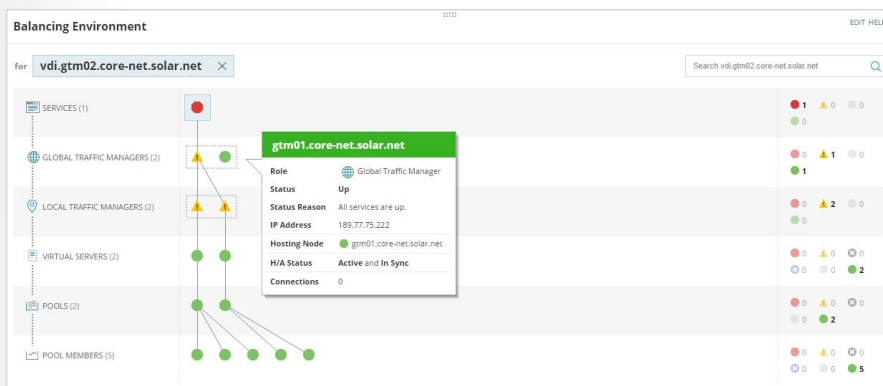 Balancing Environment
EDIT HELP
for vdi.gtm02.core-net.solar.net ×
Search vdi.gtm02.core-net.solar.net
SERVICES (1)
1 0 0
0
GLOBAL TRAFFIC MANAGERS (2)
0 1 0
1
LOCAL TRAFFIC MANAGERS (2)
0 2 0
0
VIRTUAL SERVERS (2)
0 0 0
0 0 2
POOLS (2)
0 0 0
0 2
POOL MEMBERS (5)
0 0 0
0 0 5
gtm01.core-net.solar.net
Role Global Traffic Manager
Status Up
Status Reason All services are up.
IP Address 189.77.75.222
Hosting Node gtm01.core-net.solar.net
H/A Status Active and In Sync
Connections 0